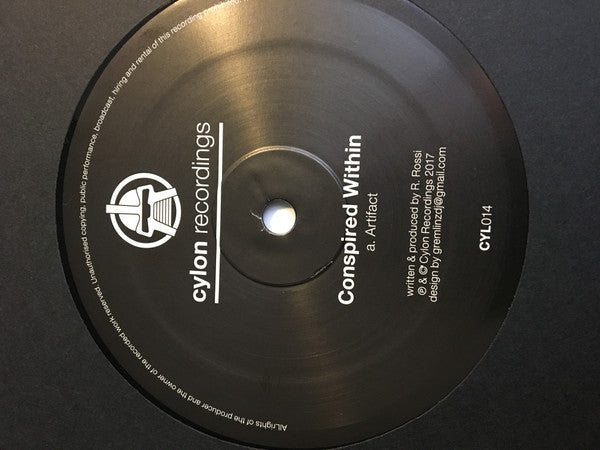 All rights of the producer and the owner of the recorded work reserved. Unauthorised copying, public performance, broadcast, hiring and rental of this recording prohibited.
cylon recordings
Conspired Within
a. Artifact
written & produced by R. Rossi
℗ & © Cylon Recordings 2017
design by gremlinzdj@gmail.com
CYL014